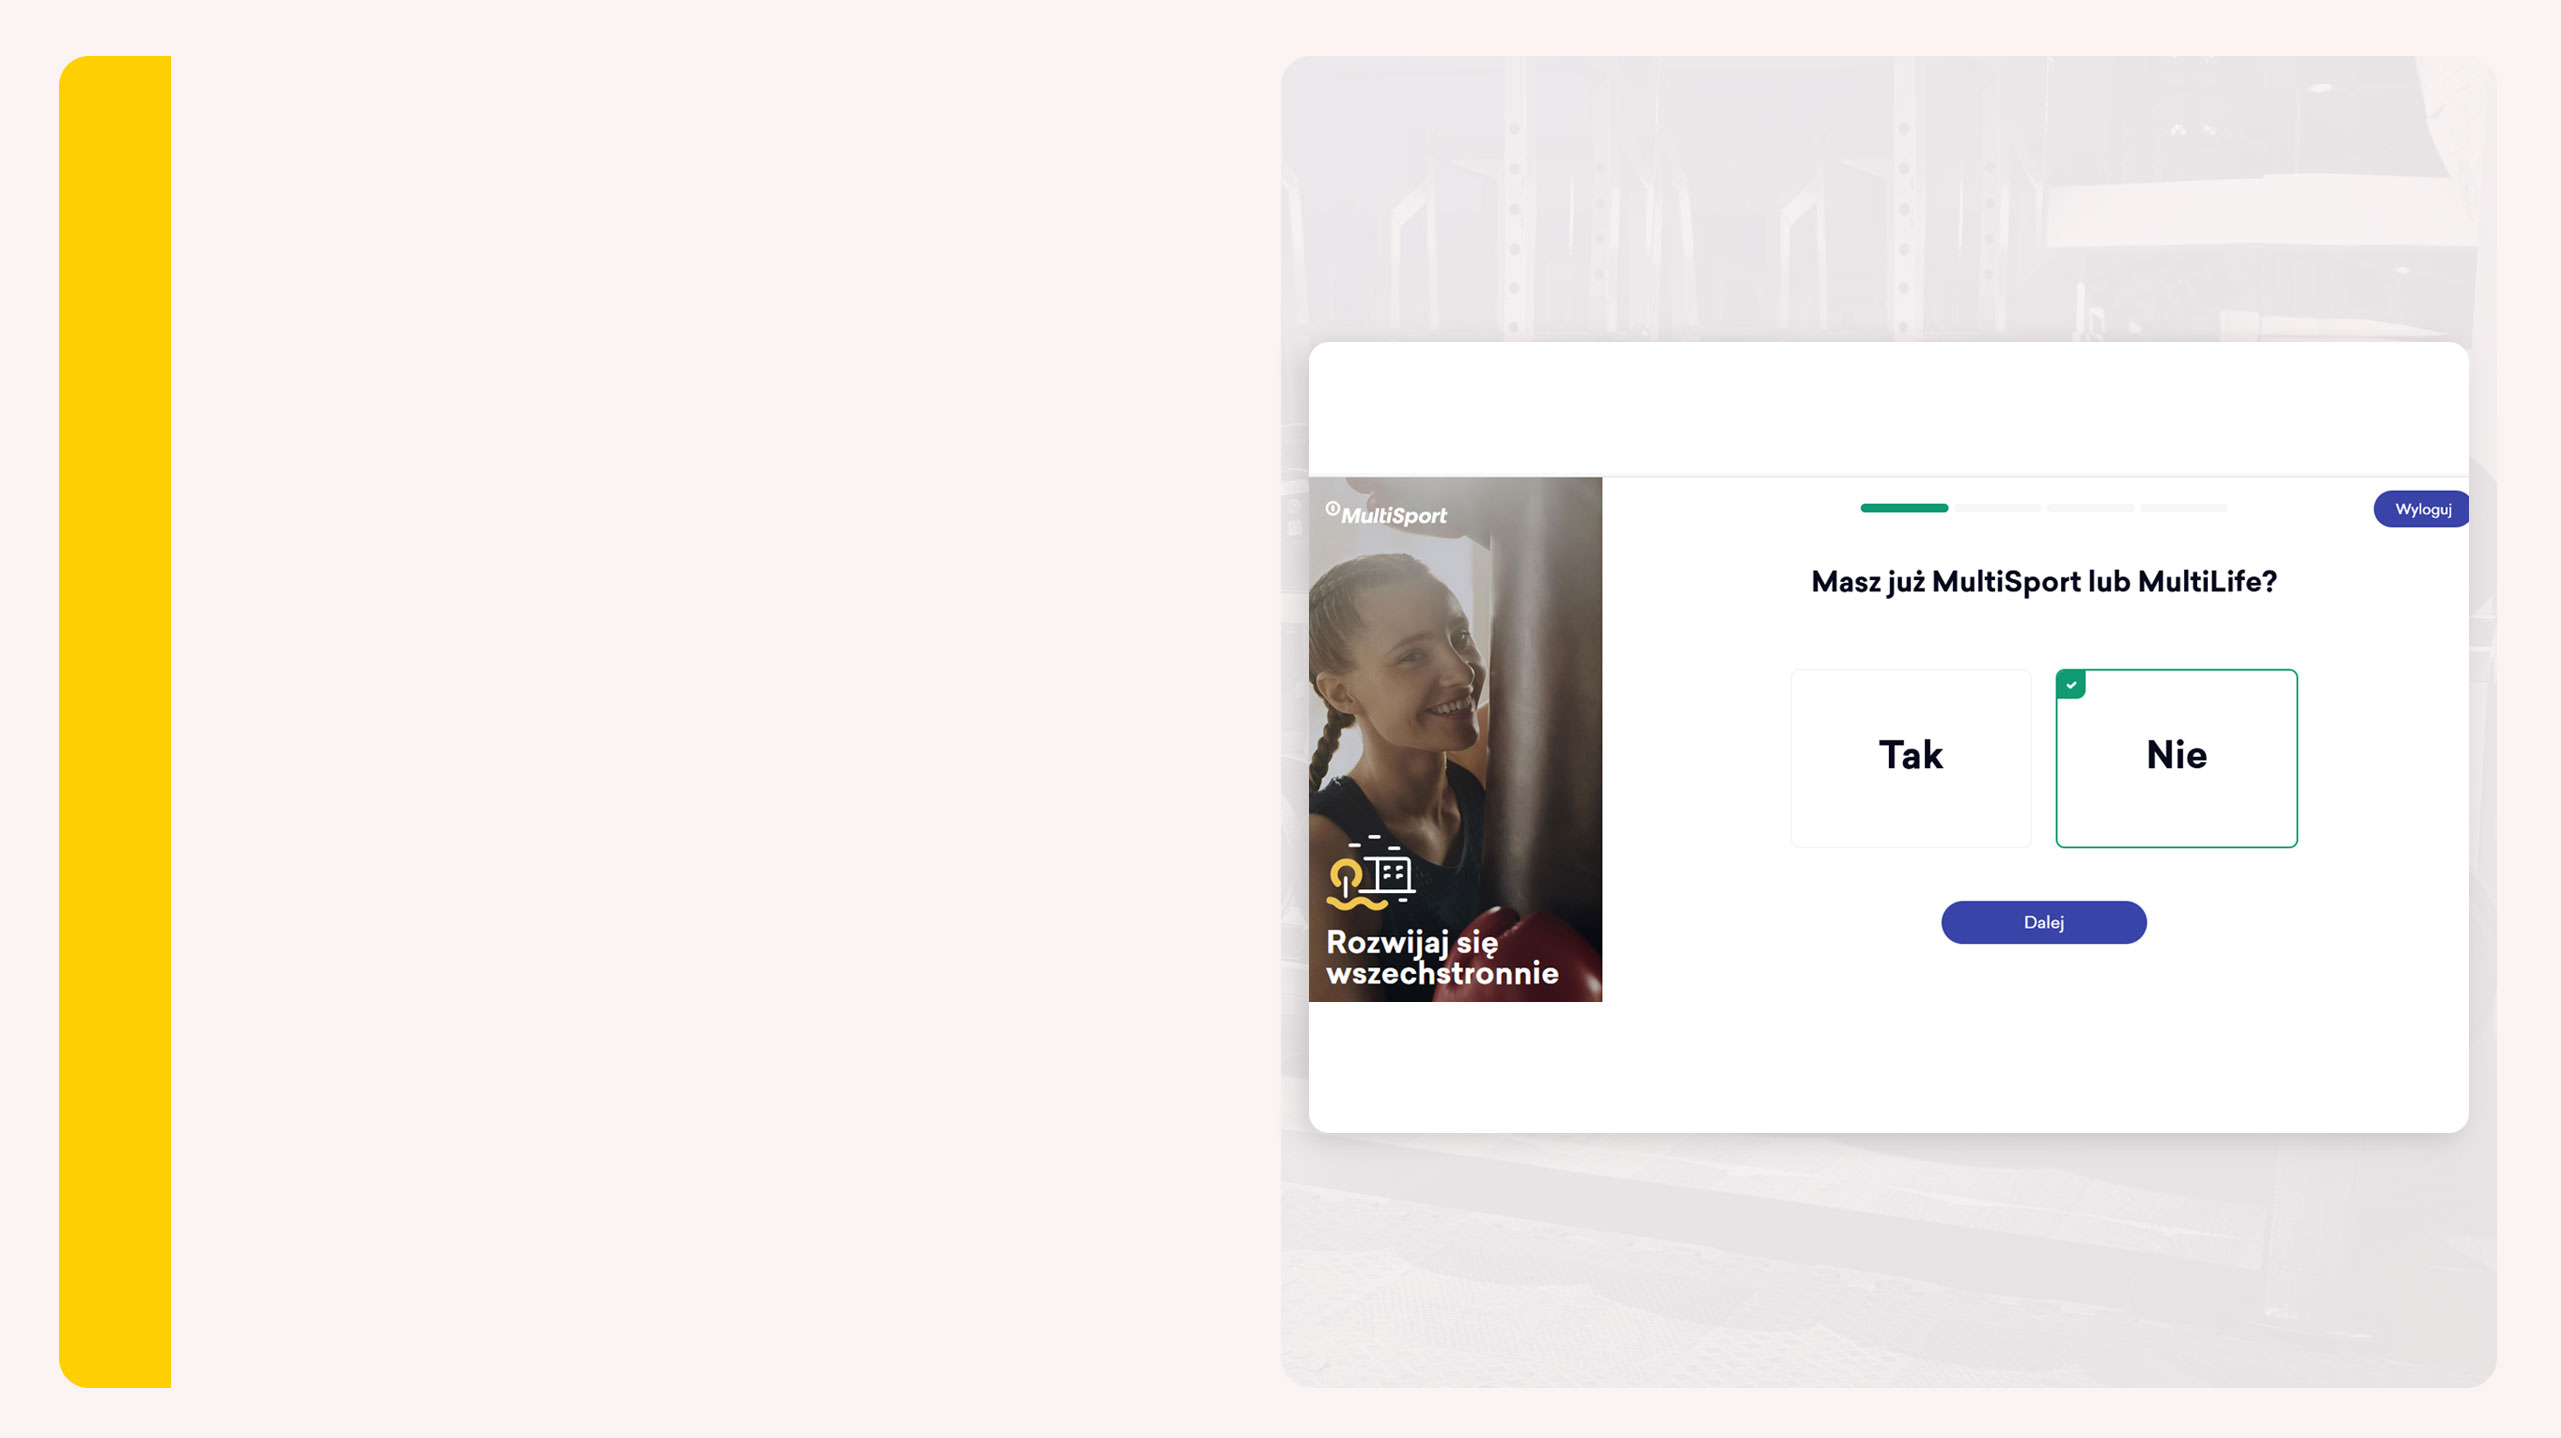 MultiSport
Rozwijaj się
wszechstronnie
Wyloguj
Masz już MultiSport lub MultiLife?
Tak
Nie
Dalej